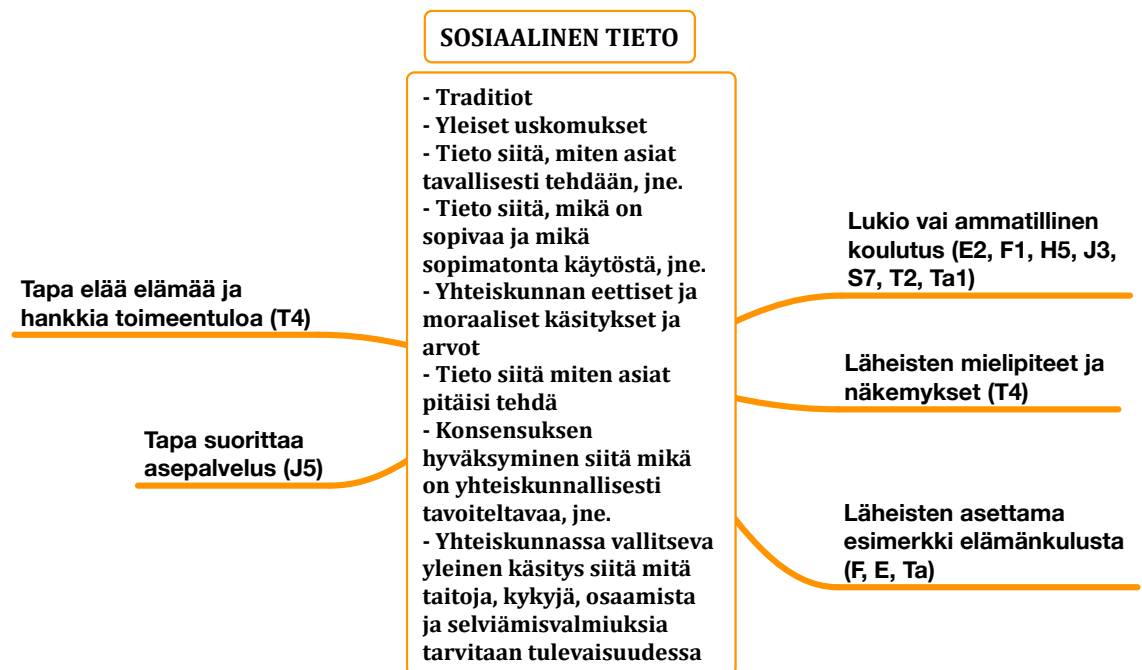 SOSIAALINEN TIETO
- Traditiot
- Yleiset uskomukset
- Tieto siitä, miten asiat
tavallisesti tehdään, jne.
- Tieto siitä, mikä on
sopivaa ja mikä
sopimatonta käytöstä, jne.
- Yhteiskunnan eettiset ja
moraaliset käsitykset ja
arvot
- Tieto siitä miten asiat
pitäisi tehdä
- Konsensuksen
hyväksyminen siitä mikä
on yhteiskunnallisesti
tavoiteltavaa, jne.
- Yhteiskunnassa vallitseva
yleinen käsitys siitä mitä
taitoja, kykyjä, osaamista
ja selviämisvalmiuksia
tarvitaan tulevaisuudessa
Tapa elää elämää ja
hankkia toimeentuloa (T4)
Tapa suorittaa
asepalvelus (J5)
Lukio vai ammatillinen
koulutus (E2, F1, H5, J3,
S7, T2, Ta1)
Läheisten mielipiteet ja
näkemykset (T4)
Läheisten asettama
esimerkki elämänkulusta
(F, E, Ta)